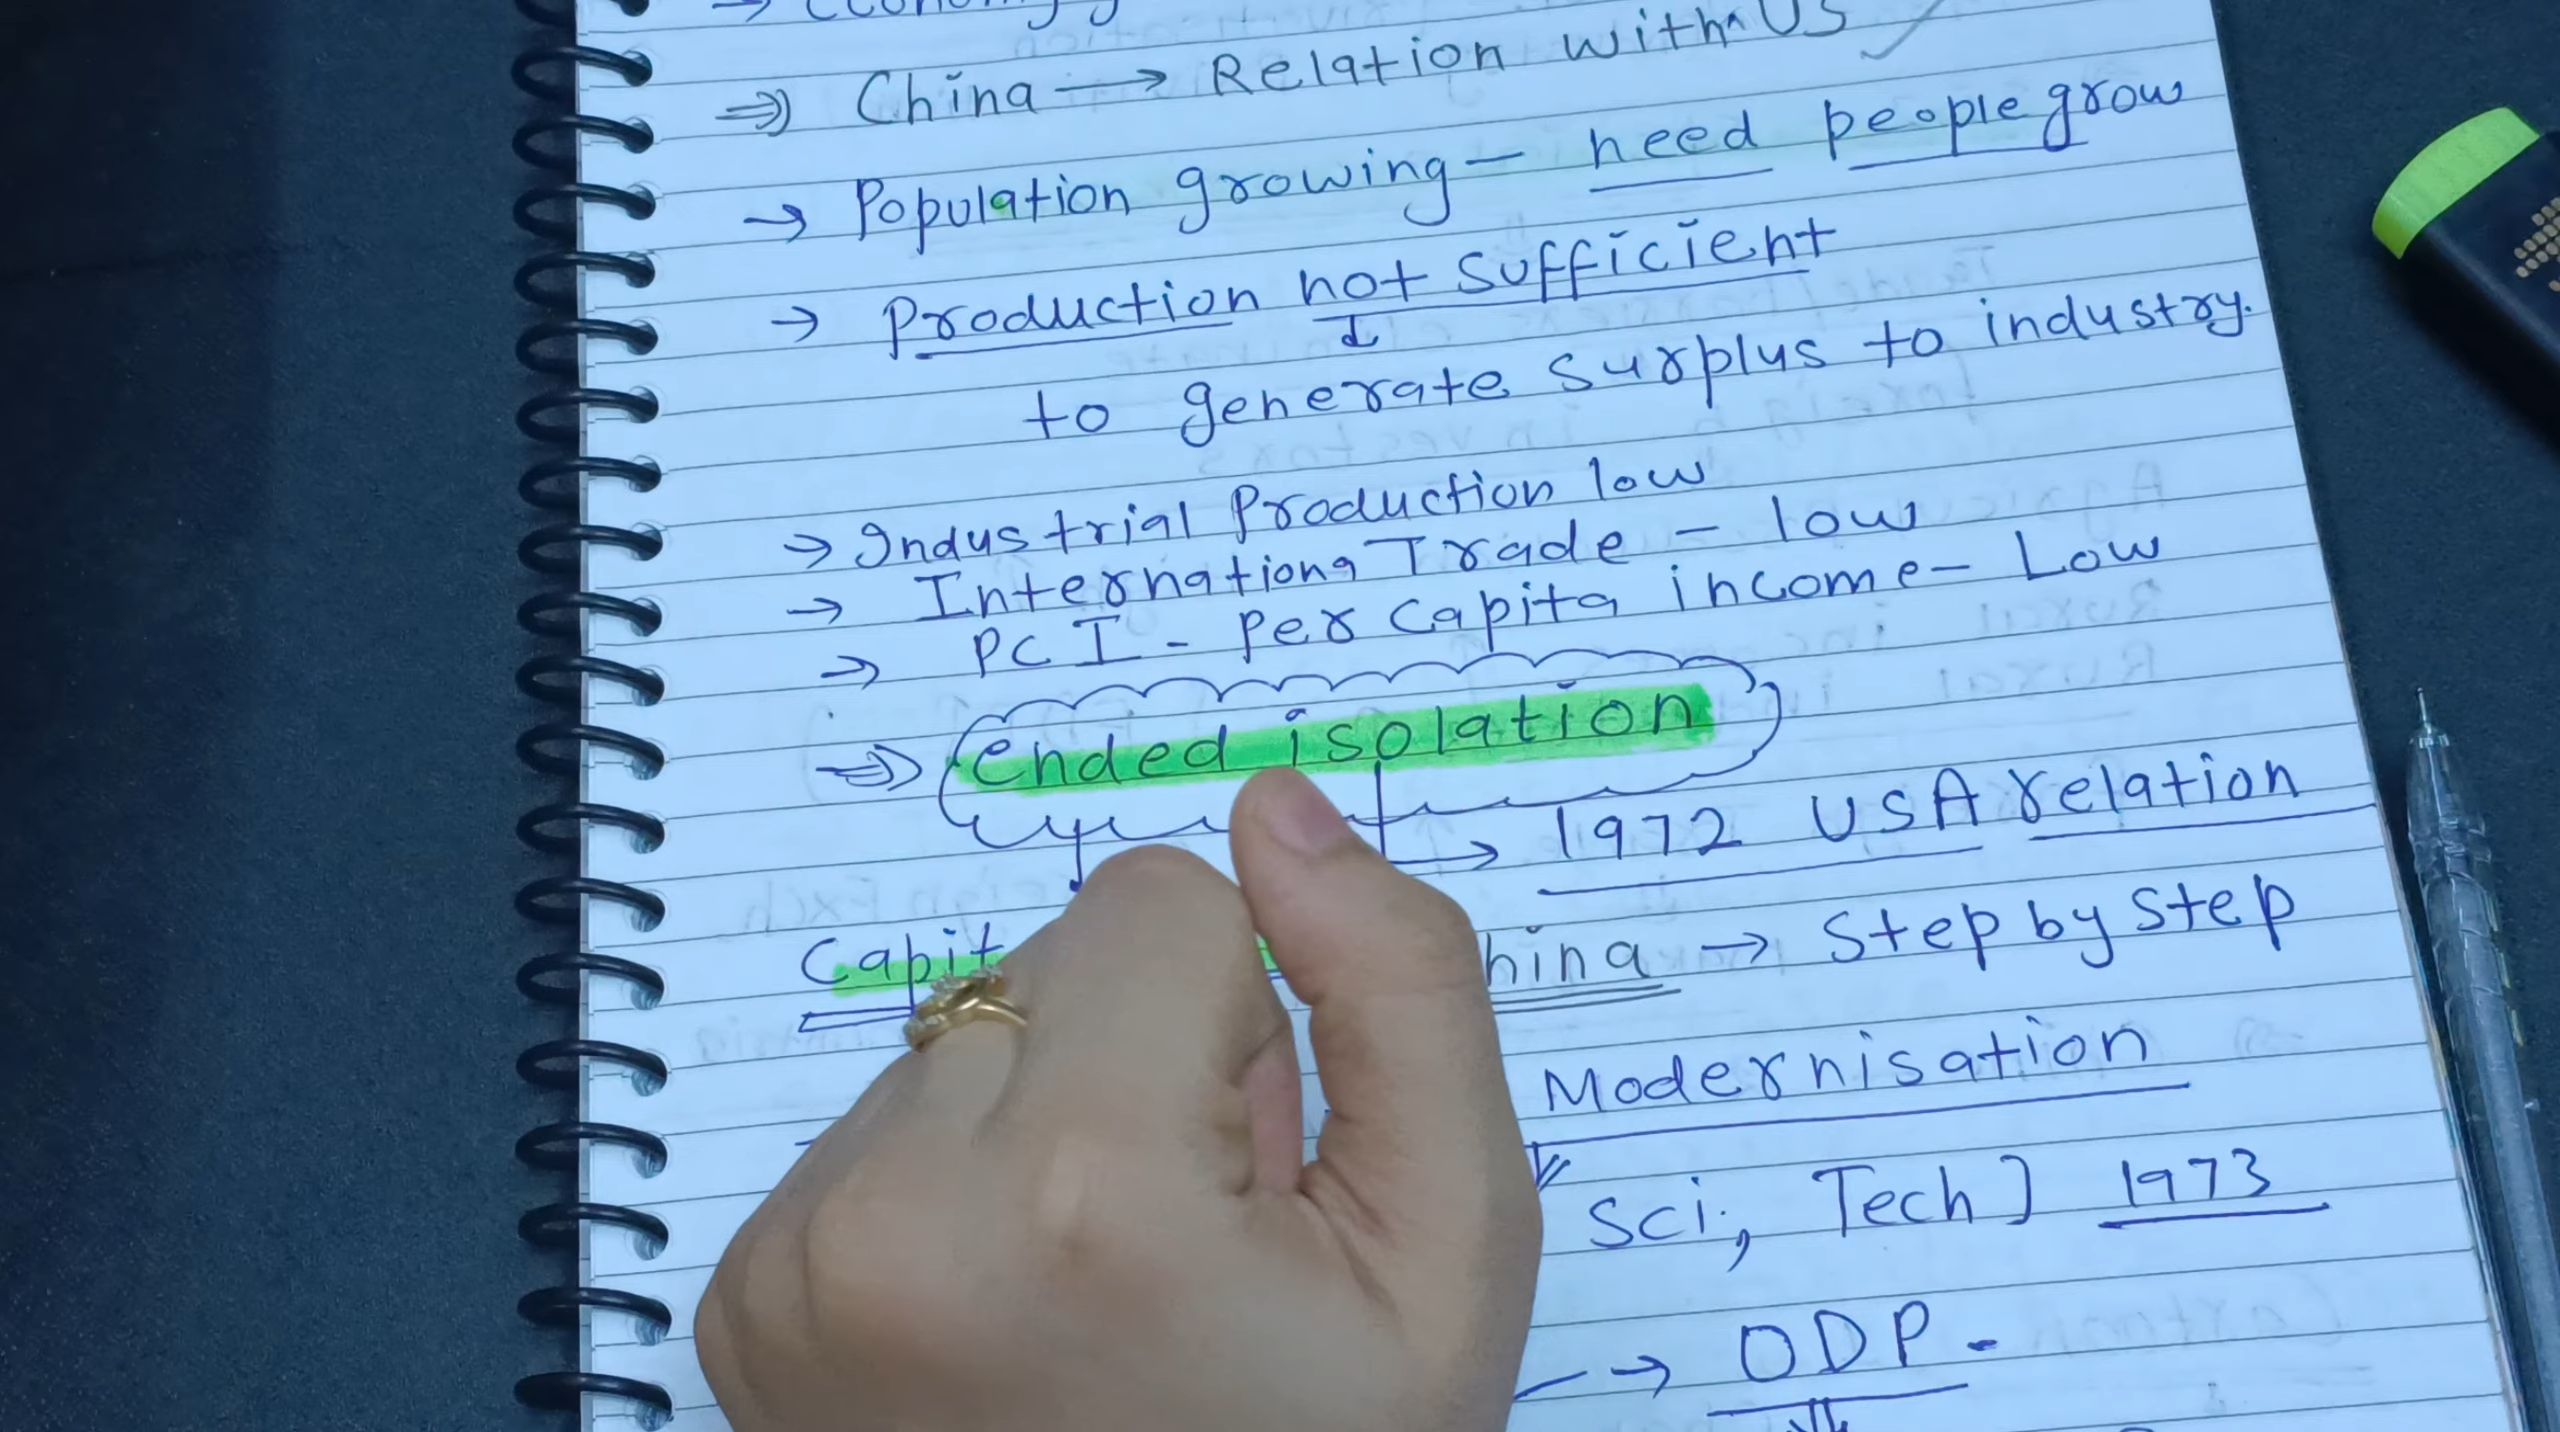 → Economy
⇒ China → Relation with US
→ Population growing – need people grow
→ Production not sufficient
to generate surplus to industry.
→ Industrial Production low
→ Internationa Trade – low
→ PCI - Per Capita income – Low
⇒ ended isolation
→ 1972 USA relation
hina → Step by step
Modernisation
Sci, Tech] 1973
→ ODP -